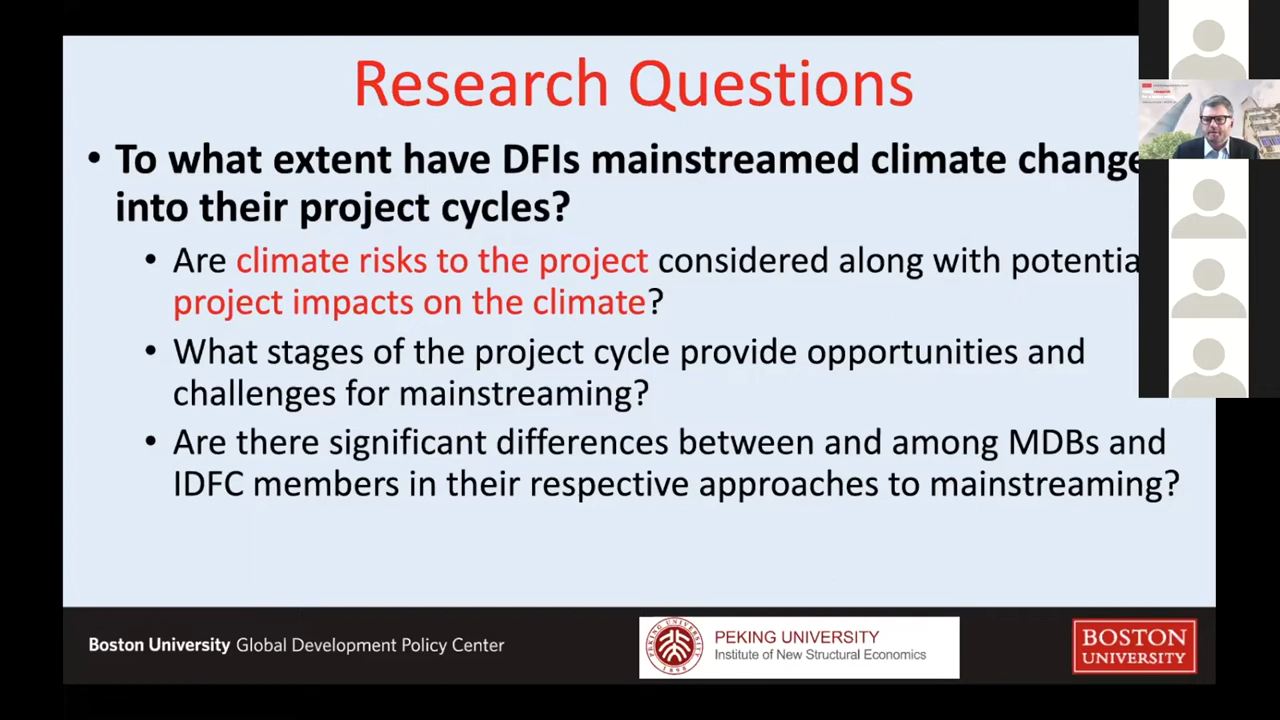 Research Questions
• To what extent have DFIs mainstreamed climate change
into their project cycles?
• Are climate risks to the project considered along with potentia
project impacts on the climate?
• What stages of the project cycle provide opportunities and
challenges for mainstreaming?
• Are there significant differences between and among MDBs and
IDFC members in their respective approaches to mainstreaming?
Boston University Global Development Policy Center
PEKING UNIVERSITY
1898
PEKING UNIVERSITY
Institute of New Structural Economics
BOSTON
UNIVERSITY